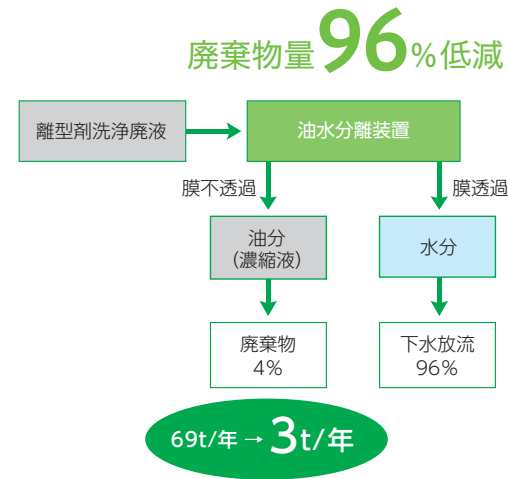 廃棄物量96%低減
離型剤洗浄廃液
油水分離装置
膜不透過
膜透過
油分
(濃縮液)
水分
廃棄物
4%
下水放流
96%
69t/年→3t/年